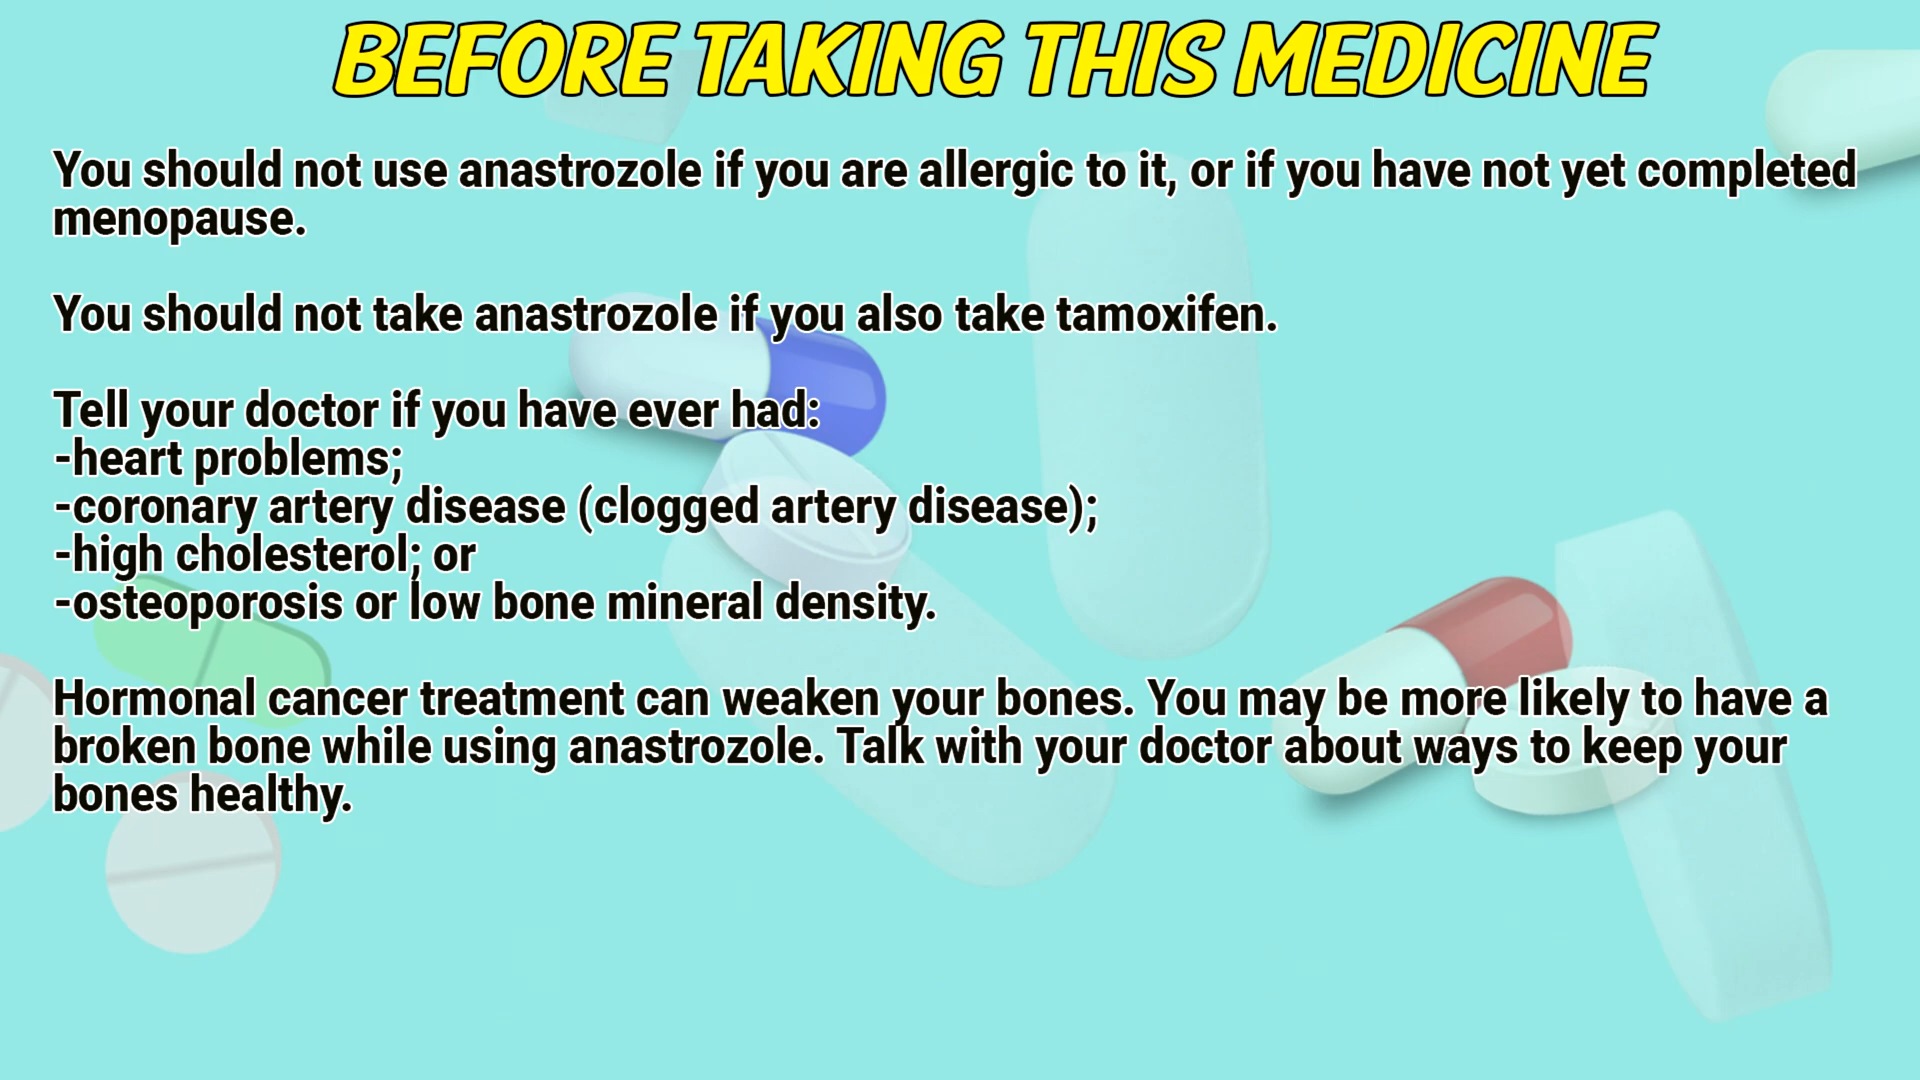 BEFORE TAKING THIS MEDICINE
You should not use anastrozole if you are allergic to it, or if you have not yet completed
menopause.
You should not take anastrozole if you also take tamoxifen.
Tell your doctor if you have ever had:
-heart problems;
-coronary artery disease (clogged artery disease);
-high cholesterol; or
-osteoporosis or low bone mineral density.
Hormonal cancer treatment can weaken your bones. You may be more likely to have a
broken bone while using anastrozole. Talk with your doctor about ways to keep your
bones healthy.